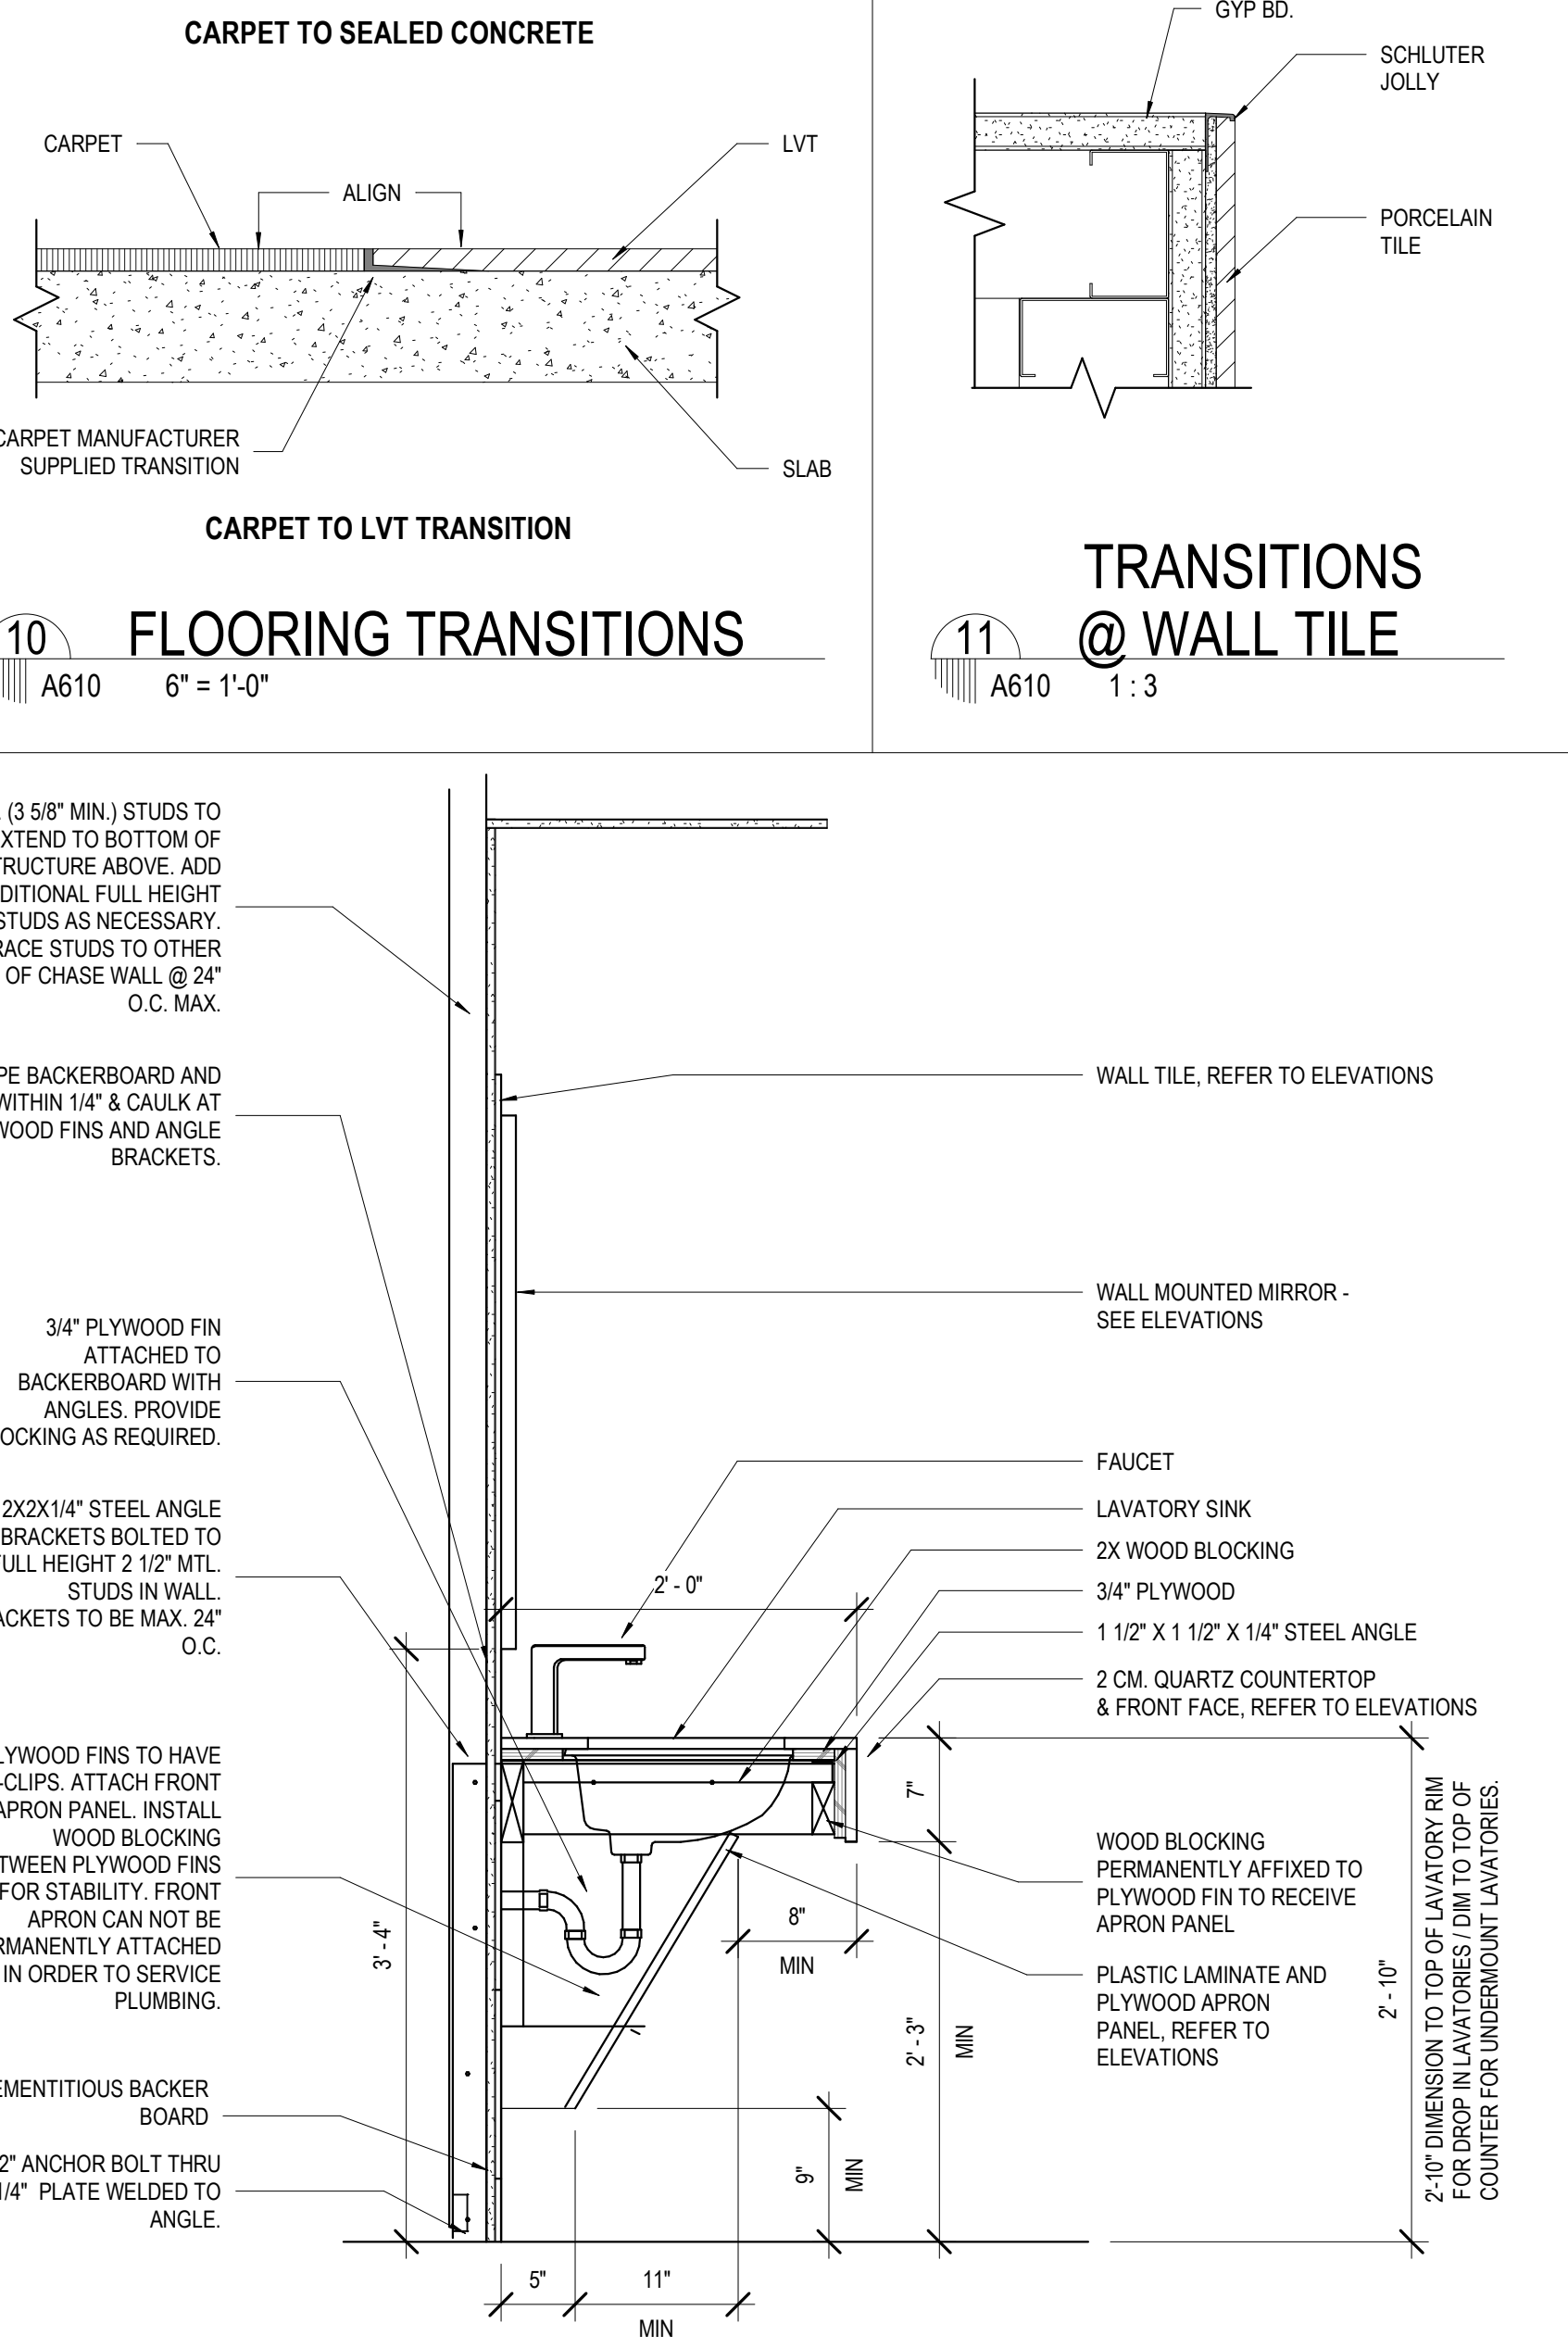 CARPET TO SEALED CONCRETE
CARPET
ALIGN
LVT
CARPET MANUFACTURER
SUPPLIED TRANSITION
SLAB
CARPET TO LVT TRANSITION
10
FLOORING TRANSITIONS
A610
6" = 1'-0"
GYP BD.
SCHLUTER
JOLLY
PORCELAIN
TILE
TRANSITIONS
@ WALL TILE
11
A610
1 : 3
(3 5/8" MIN.) STUDS TO
XTEND TO BOTTOM OF
TRUCTURE ABOVE. ADD
DITIONAL FULL HEIGHT
STUDS AS NECESSARY.
RACE STUDS TO OTHER
OF CHASE WALL @ 24"
O.C. MAX.
PE BACKERBOARD AND
WITHIN 1/4" & CAULK AT
WOOD FINS AND ANGLE
BRACKETS.
3/4" PLYWOOD FIN
ATTACHED TO
BACKERBOARD WITH
ANGLES. PROVIDE
OCKING AS REQUIRED.
2X2X1/4" STEEL ANGLE
BRACKETS BOLTED TO
FULL HEIGHT 2 1/2" MTL.
STUDS IN WALL.
ACKETS TO BE MAX. 24"
O.C.
LYWOOD FINS TO HAVE
-CLIPS. ATTACH FRONT
APRON PANEL. INSTALL
WOOD BLOCKING
TWEEN PLYWOOD FINS
FOR STABILITY. FRONT
APRON CAN NOT BE
RMANENTLY ATTACHED
IN ORDER TO SERVICE
PLUMBING.
EMENTITIOUS BACKER
BOARD
2" ANCHOR BOLT THRU
1/4" PLATE WELDED TO
ANGLE.
WALL TILE, REFER TO ELEVATIONS
WALL MOUNTED MIRROR -
SEE ELEVATIONS
FAUCET
LAVATORY SINK
2X WOOD BLOCKING
3/4" PLYWOOD
1 1/2" X 1 1/2" X 1/4" STEEL ANGLE
2 CM. QUARTZ COUNTERTOP
& FRONT FACE, REFER TO ELEVATIONS
WOOD BLOCKING
PERMANENTLY AFFIXED TO
PLYWOOD FIN TO RECEIVE
APRON PANEL
PLASTIC LAMINATE AND
PLYWOOD APRON
PANEL, REFER TO
ELEVATIONS
2' - 0"
7"
8"
MIN
3' - 4"
2' - 3"
MIN
9"
MIN
5"
11"
MIN
2' - 10"
2'-10" DIMENSION TO TOP OF LAVATORY RIM
FOR DROP IN LAVATORIES / DIM TO TOP OF
COUNTER FOR UNDERMOUNT LAVATORIES.